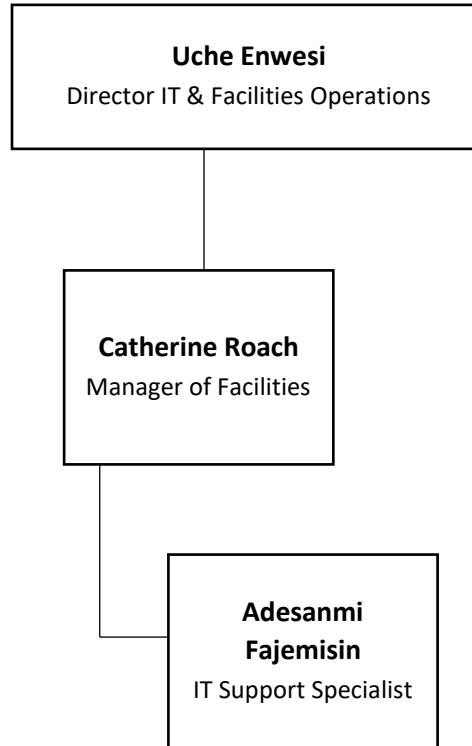 Uche Enwesi
Director IT & Facilities Operations
Catherine Roach
Manager of Facilities
Adesanmi
Fajemisin
IT Support Specialist